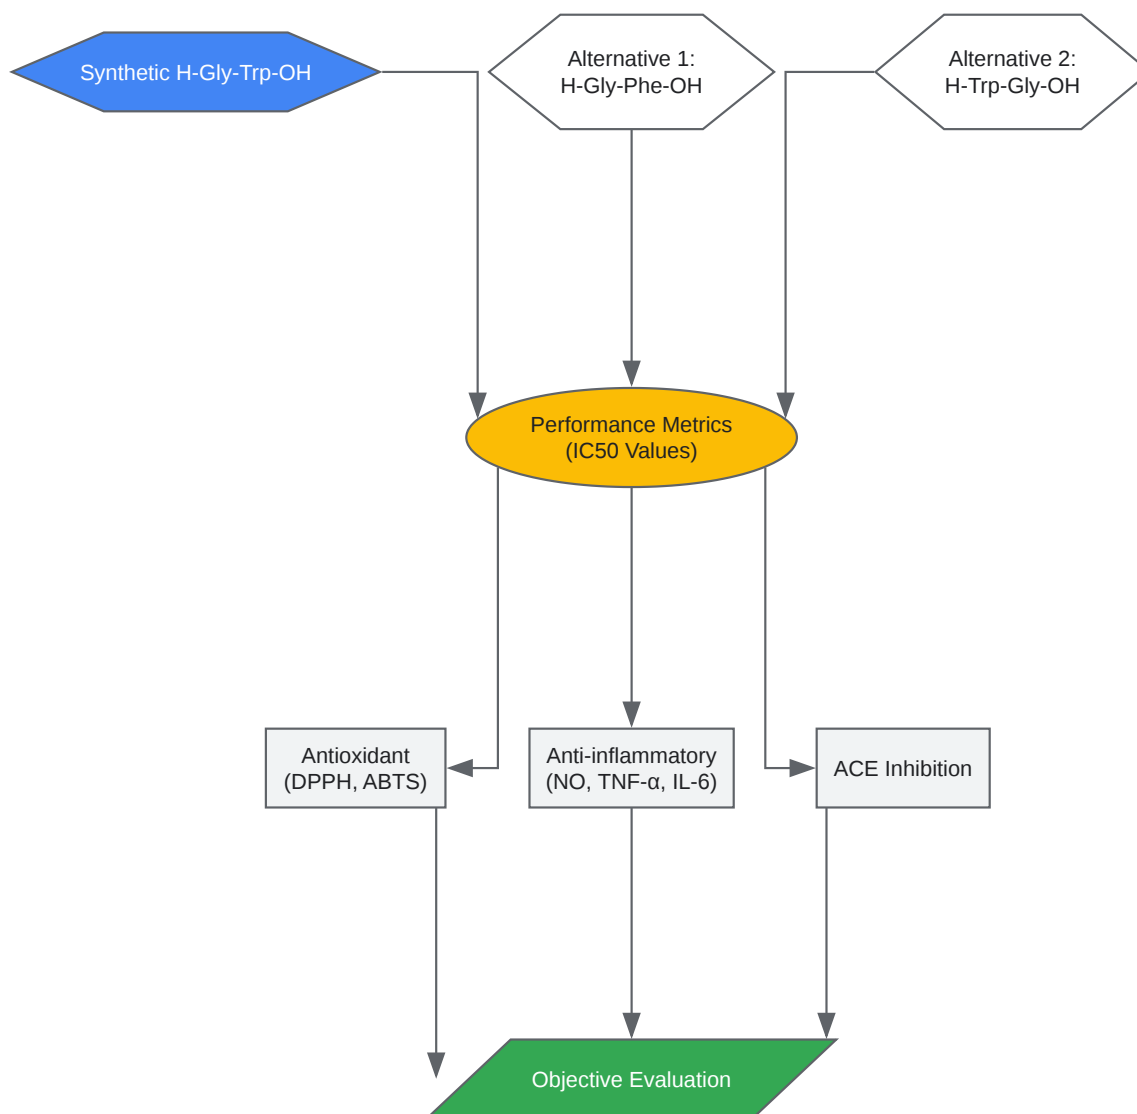 Synthetic H-Gly-Trp-OH
Alternative 1:
H-Gly-Phe-OH
Alternative 2:
H-Trp-Gly-OH
Performance Metrics
(IC50 Values)
Antioxidant
(DPPH, ABTS)
Anti-inflammatory
(NO, TNF-α, IL-6)
ACE Inhibition
Objective Evaluation